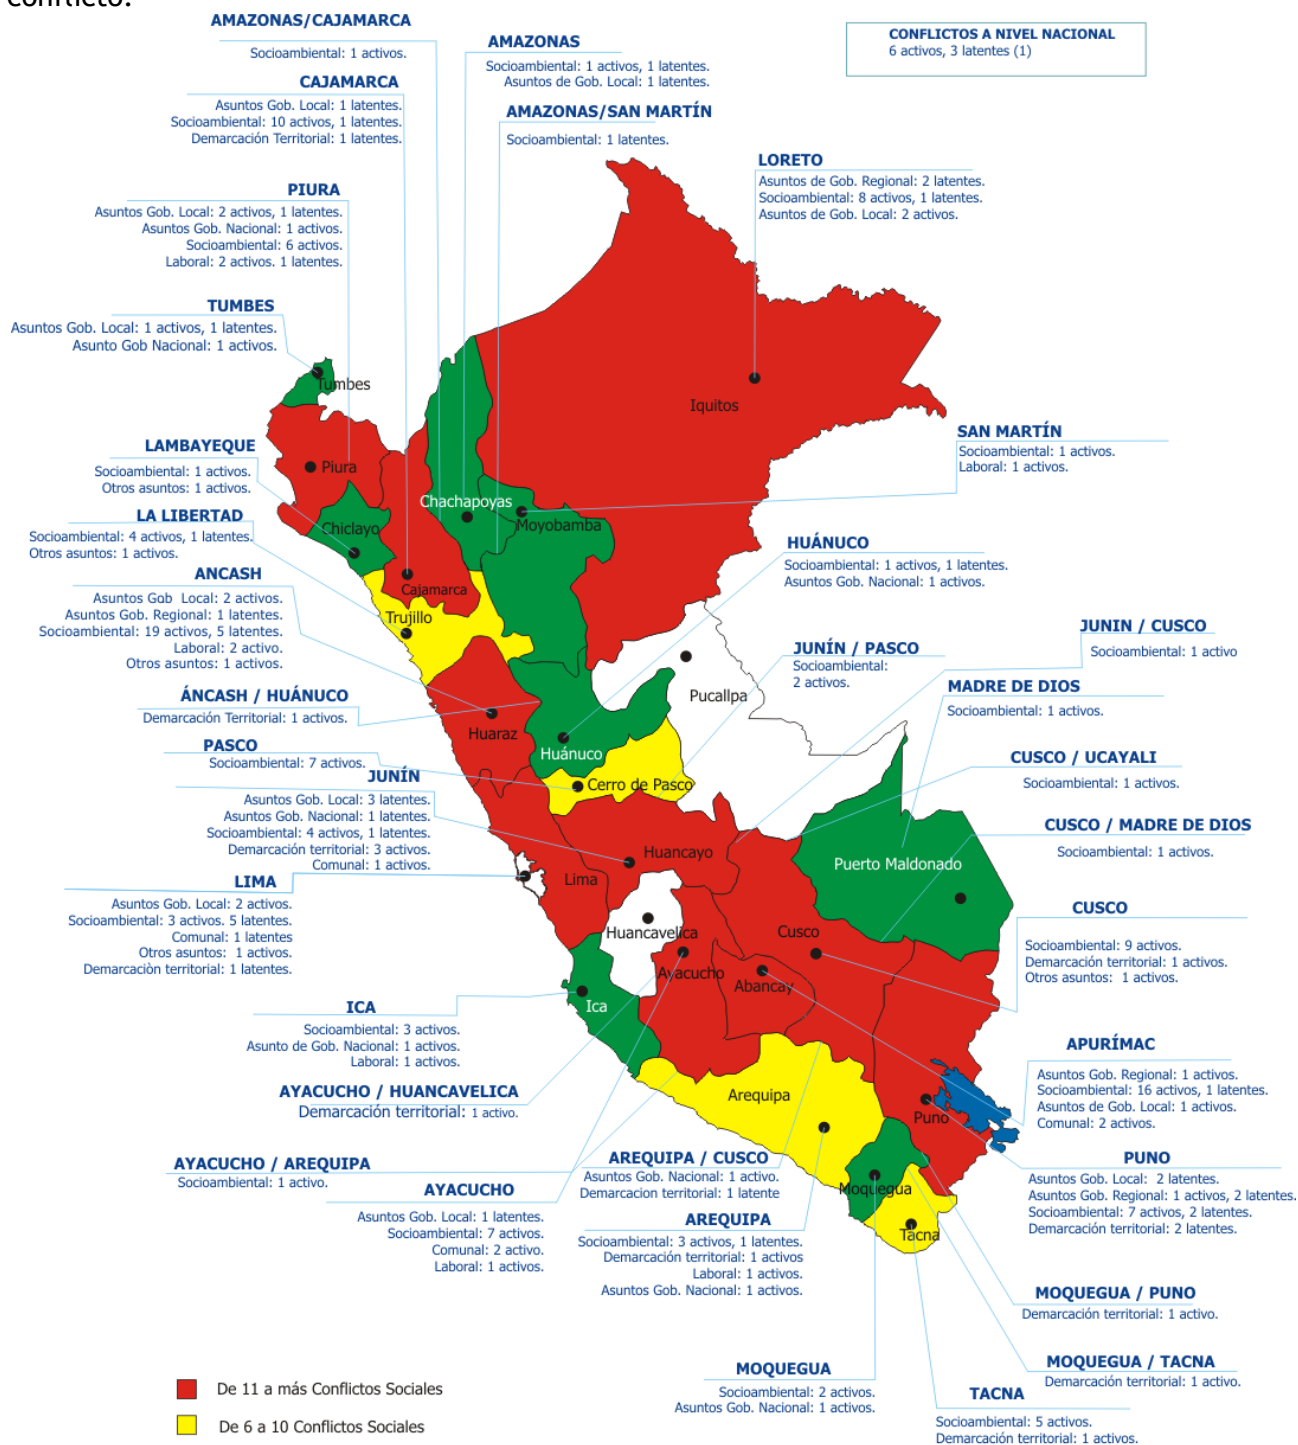 conflicto.
AMAZONAS/CAJAMARCA
Socioambiental: 1 activos.
AMAZONAS
Socioambiental: 1 activos, 1 latentes.
Asuntos de Gob. Local: 1 latentes.
CONFLICTOS A NIVEL NACIONAL
6 activos, 3 latentes (1)
CAJAMARCA
Asuntos Gob. Local: 1 latentes.
Socioambiental: 10 activos, 1 latentes.
Demarcación Territorial: 1 latentes.
AMAZONAS/SAN MARTÍN
Socioambiental: 1 latentes.
LORETO
Asuntos de Gob. Regional: 2 latentes.
Socioambiental: 8 activos, 1 latentes.
Asuntos de Gob. Local: 2 activos.
PIURA
Asuntos Gob. Local: 2 activos, 1 latentes.
Asuntos Gob. Nacional: 1 activos.
Socioambiental: 6 activos.
Laboral: 2 activos. 1 latentes.
TUMBES
Asuntos Gob. Local: 1 activos, 1 latentes.
Asunto Gob Nacional: 1 activos.
Tumbes
Iquitos
SAN MARTÍN
Socioambiental: 1 activos.
Laboral: 1 activos.
LAMBAYEQUE
Socioambiental: 1 activos.
Otros asuntos: 1 activos.
Piura
Chachapoyas
Moyobamba
Chiclayo
LA LIBERTAD
Socioambiental: 4 activos, 1 latentes.
Otros asuntos: 1 activos.
HUÁNUCO
Socioambiental: 1 activos, 1 latentes.
Asuntos Gob. Nacional: 1 activos.
ANCASH
Asuntos Gob  Local: 2 activos.
Asuntos Gob. Regional: 1 latentes.
Socioambiental: 19 activos, 5 latentes.
Laboral: 2 activo.
Otros asuntos: 1 activos.
Cajamarca
Trujillo
JUNIN / CUSCO
Socioambiental: 1 activo
JUNÍN / PASCO
Socioambiental:
2 activos.
MADRE DE DIOS
Socioambiental: 1 activos.
Pucallpa
ÁNCASH / HUÁNUCO
Demarcación Territorial: 1 activos.
Huaraz
Huánuco
PASCO
Socioambiental: 7 activos.
CUSCO / UCAYALI
Socioambiental: 1 activos.
Cerro de Pasco
JUNÍN
Asuntos Gob. Local: 3 latentes.
Asuntos Gob. Nacional: 1 latentes.
Socioambiental: 4 activos, 1 latentes.
Demarcación territorial: 3 activos.
Comunal: 1 activos.
CUSCO / MADRE DE DIOS
Socioambiental: 1 activos.
Huancayo
Puerto Maldonado
Lima
LIMA
Asuntos Gob. Local: 2 activos.
Socioambiental: 3 activos. 5 latentes.
Comunal: 1 latentes
Otros asuntos:  1 activos.
Demarcaciòn territorial: 1 latentes.
CUSCO
Socioambiental: 9 activos.
Demarcación territorial: 1 activos.
Otros asuntos:  1 activos.
Huancavelica
Cusco
Ayacucho
Abancay
Ica
ICA
Socioambiental: 3 activos.
Asunto de Gob. Nacional: 1 activos.
Laboral: 1 activos.
APURÍMAC
Asuntos Gob. Regional: 1 activos.
Socioambiental: 16 activos, 1 latentes.
Asuntos de Gob. Local: 1 activos.
Comunal: 2 activos.
AYACUCHO / HUANCAVELICA
Demarcación territorial: 1 activo.
Arequipa
Puno
AYACUCHO / AREQUIPA
Socioambiental: 1 activo.
AREQUIPA / CUSCO
Asuntos Gob. Nacional: 1 activo.
Demarcacion territorial: 1 latente
PUNO
Asuntos Gob. Local:  2 latentes.
Asuntos Gob. Regional: 1 activos, 2 latentes.
Socioambiental: 7 activos, 2 latentes.
Demarcación territorial: 2 latentes.
AYACUCHO
Asuntos Gob. Local: 1 latentes.
Socioambiental: 7 activos.
Comunal: 2 activo.
Laboral: 1 activos.
Moquegua
Tacna
AREQUIPA
Socioambiental: 3 activos, 1 latentes.
Demarcación territorial: 1 activos
Laboral: 1 activos.
Asuntos Gob. Nacional: 1 activos.
MOQUEGUA / PUNO
Demarcación territorial: 1 activo.
MOQUEGUA / TACNA
Demarcación territorial: 1 activo.
MOQUEGUA
Socioambiental: 2 activos.
Asuntos Gob. Nacional: 1 activos.
TACNA
Socioambiental: 5 activos.
Demarcación territorial: 1 activos.
De 11 a más Conflictos Sociales
De 6 a 10 Conflictos Sociales